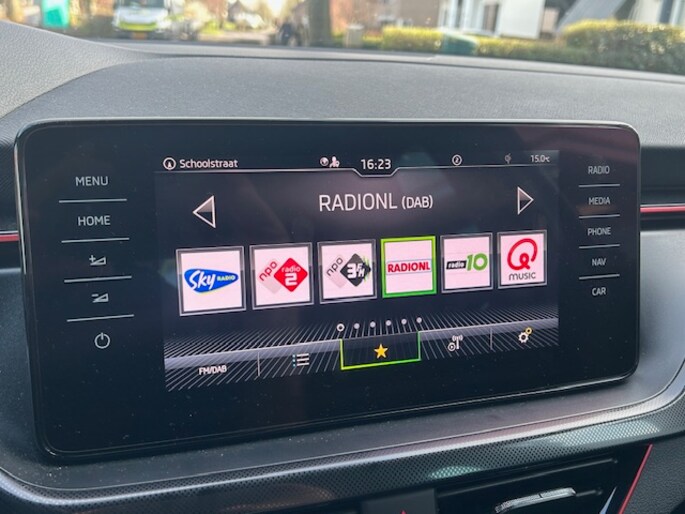 Schoolstraat 16:23 15.0°C
MENU
HOME
RADIO
MEDIA
PHONE
NAV
CAR
RADIONL (DAB)
Sky RADIO
npo radio 2
npo 3FM
RADIONL
radio 10
Q MUSIC
FM/DAB